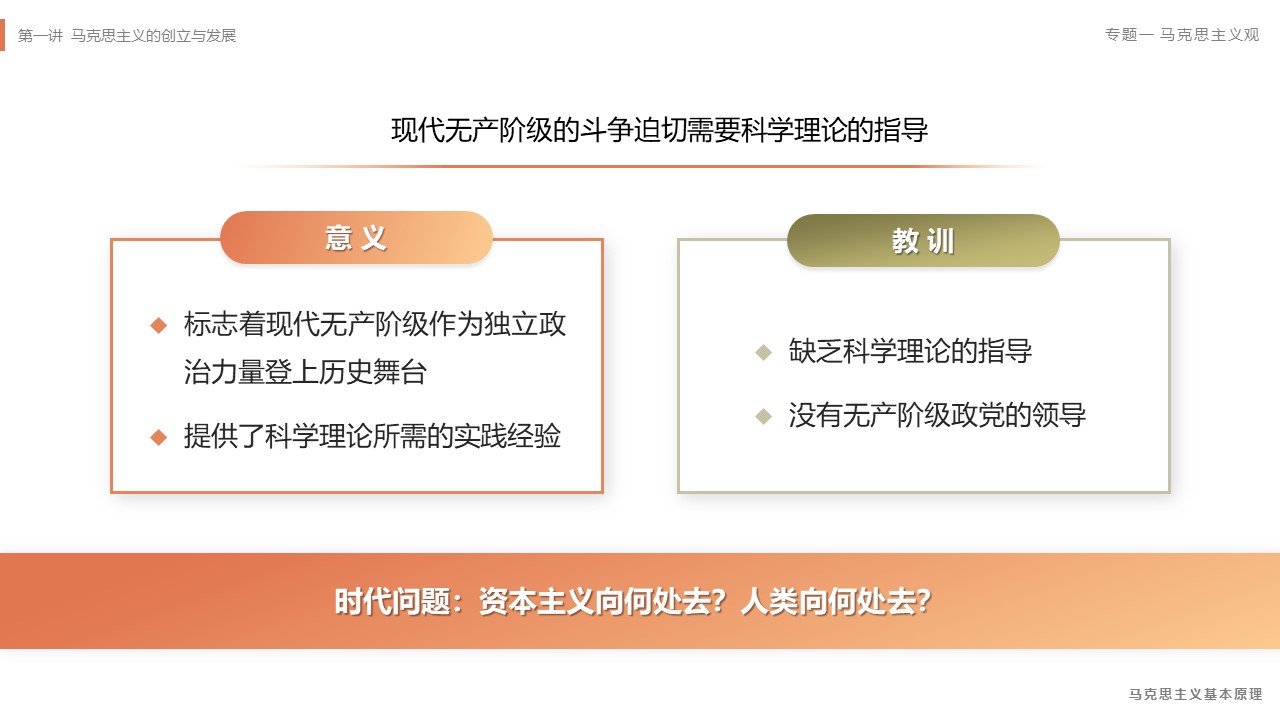 第一讲 马克思主义的创立与发展
专题一 马克思主义观
现代无产阶级的斗争迫切需要科学理论的指导
意 义
标志着现代无产阶级作为独立政
治力量登上历史舞台
提供了科学理论所需的实践经验
教 训
缺乏科学理论的指导
没有无产阶级政党的领导
时代问题：资本主义向何处去？人类向何处去？
马克思主义基本原理